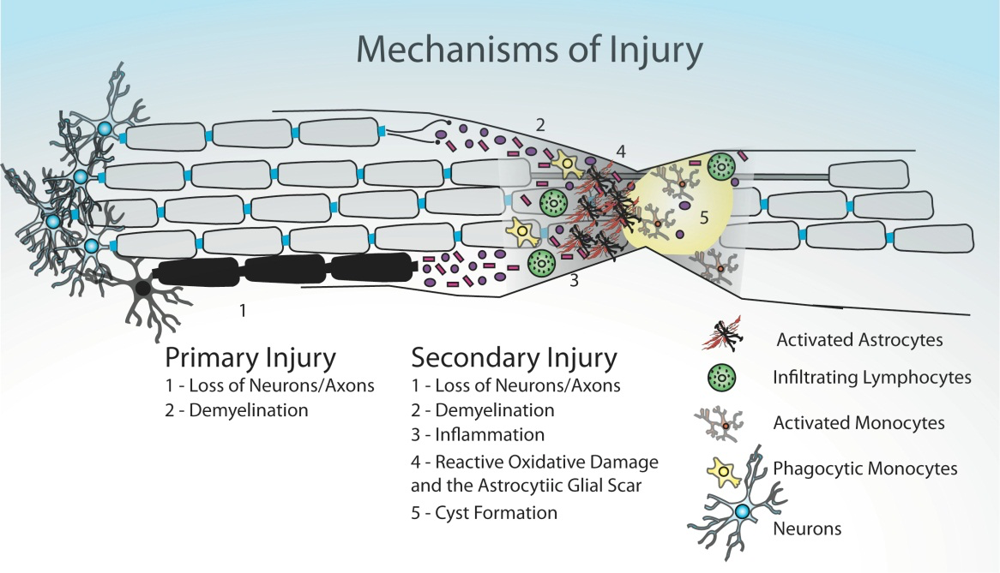 Mechanisms of Injury
2
4
5
3
1
Primary Injury
1 - Loss of Neurons/Axons
2 - Demyelination
Secondary Injury
1 - Loss of Neurons/Axons
2 - Demyelination
3 - Inflammation
4 - Reactive Oxidative Damage
and the Astrocytiic Glial Scar
5 - Cyst Formation
Activated Astrocytes
Infiltrating Lymphocytes
Activated Monocytes
Phagocytic Monocytes
Neurons